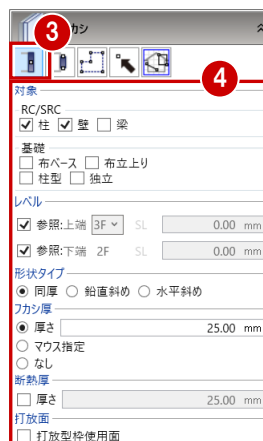 3
カシ
4
対象
RC/SRC
柱 壁 梁
基礎
布ベース 布立上り
柱型 独立
レベル
参照:上端 3F SL 0.00 mm
参照:下端 2F SL 0.00 mm
形状タイプ
同厚 鉛直斜め 水平斜め
フカシ厚
厚さ 25.00 mm
マウス指定
なし
断熱厚
厚さ 25.00 mm
打放面
打放型枠使用面